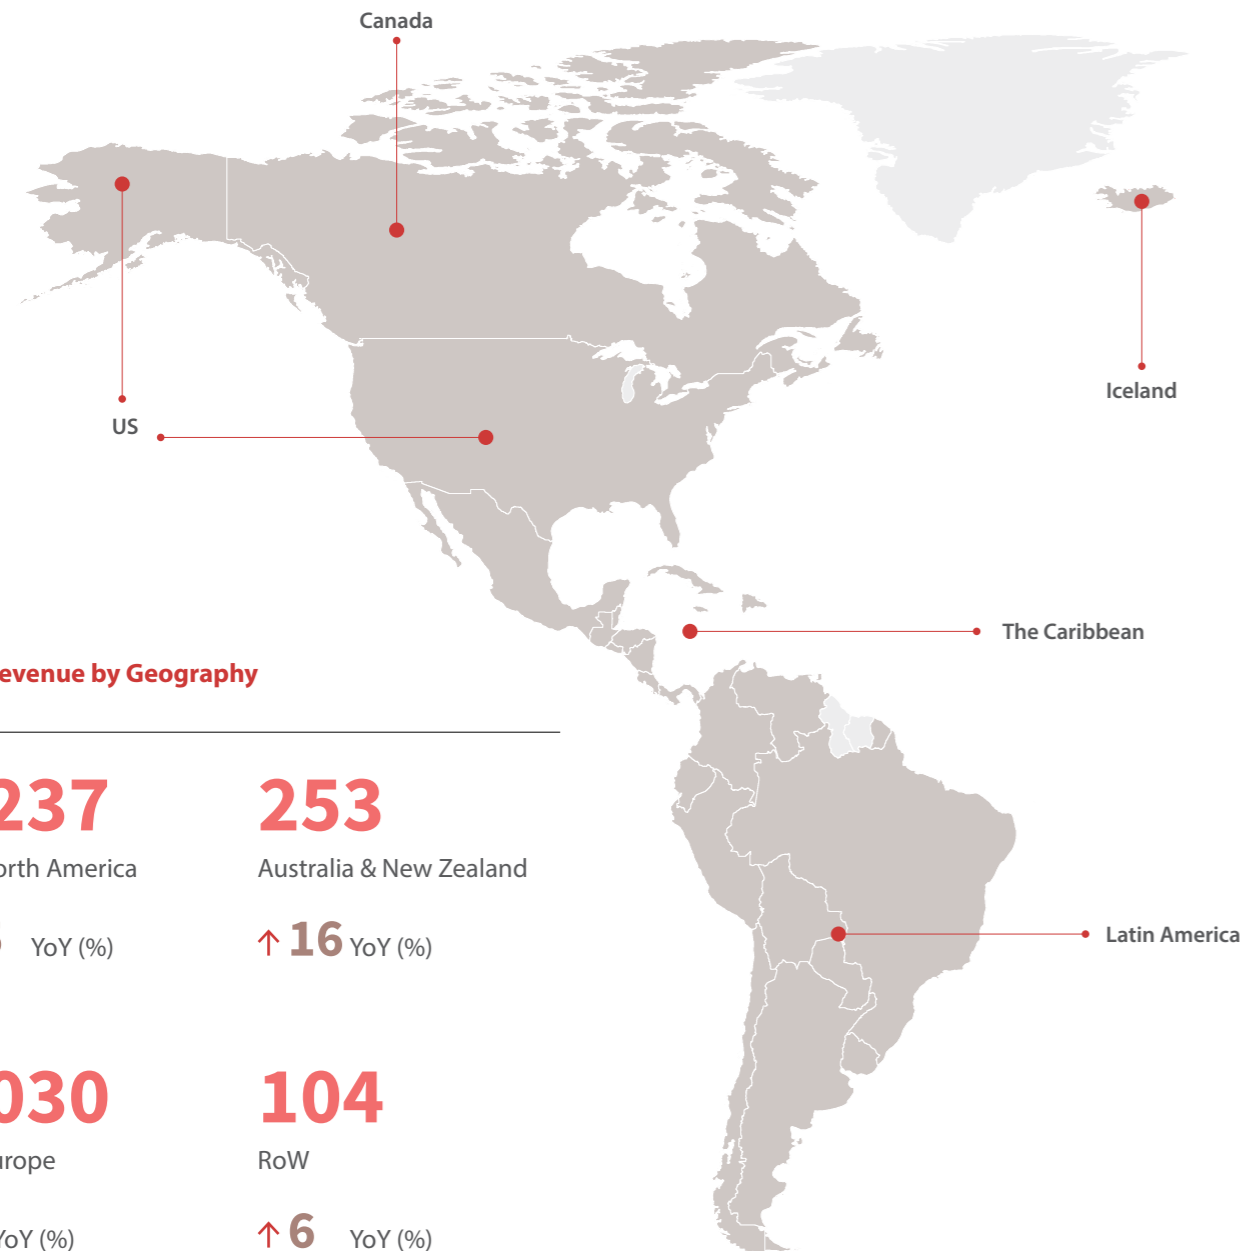 Canada
Iceland
US
The Caribbean
evenue by Geography
237
253
orth America
Australia & New Zealand
YoY (%)
↑ 16 YoY (%)
Latin America
030
104
urope
RoW
YoY (%)
↑ 6 YoY (%)